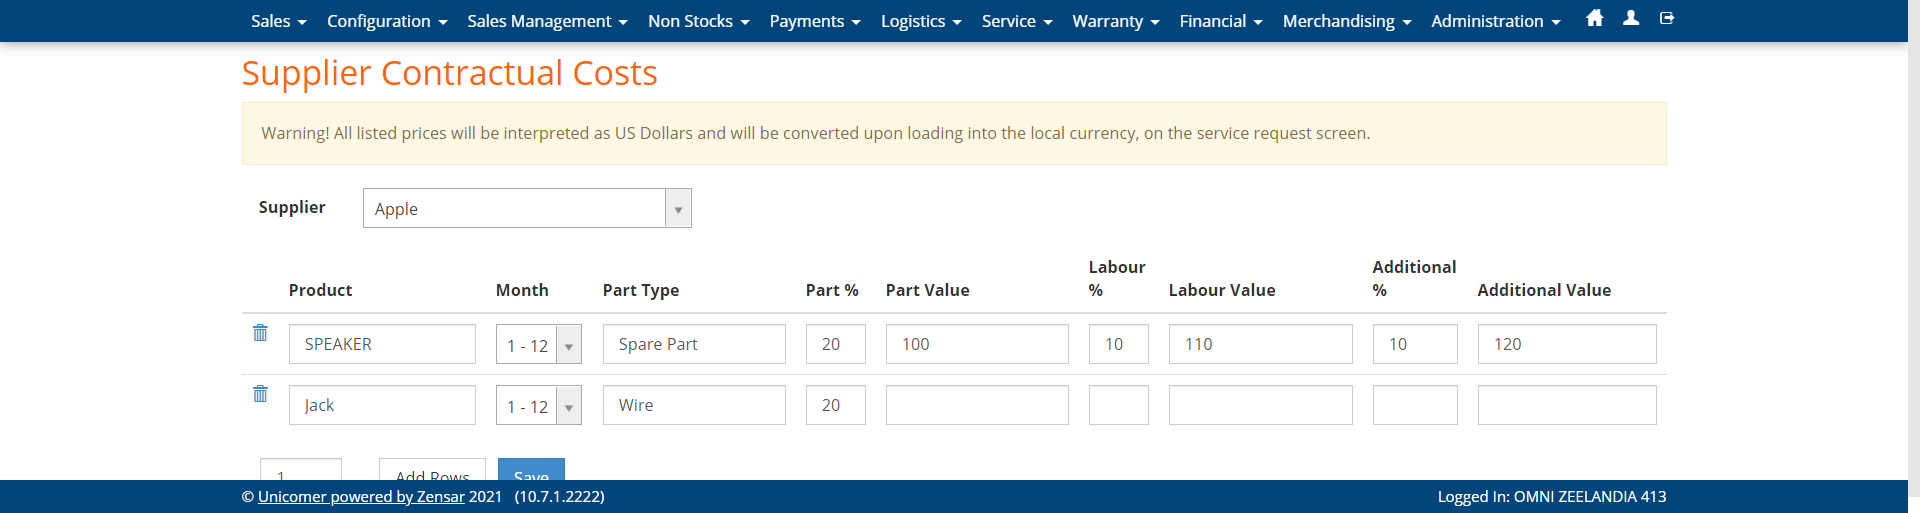 Sales Configuration Sales Management Non Stocks Payments Logistics Service Warranty Financial Merchandising Administration
Supplier Contractual Costs
Warning! All listed prices will be interpreted as US Dollars and will be converted upon loading into the local currency, on the service request screen.
Supplier Apple
Product Month Part Type Part % Part Value Labour % Labour Value Additional % Additional Value
SPEAKER 1 - 12 Spare Part 20 100 10 110 10 120
Jack 1 - 12 Wire 20
1 Add Rows Save
© Unicomer powered by Zensar 2021 (10.7.1.2222) Logged In: OMNI ZEELANDIA 413